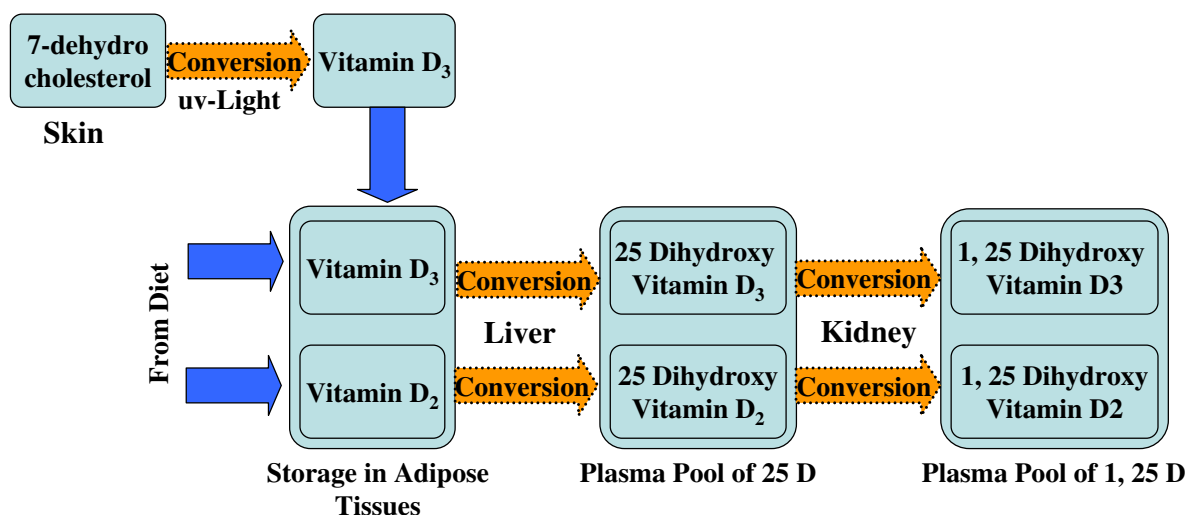 7-dehydro
cholesterol
Conversion
uv-Light
Vitamin D₃
Skin
From Diet
Vitamin D₃
Conversion
25 Dihydroxy
Vitamin D₃
Conversion
1, 25 Dihydroxy
Vitamin D3
Liver
Kidney
Vitamin D₂
Conversion
25 Dihydroxy
Vitamin D₂
Conversion
1, 25 Dihydroxy
Vitamin D2
Storage in Adipose
Tissues
Plasma Pool of 25 D
Plasma Pool of 1, 25 D